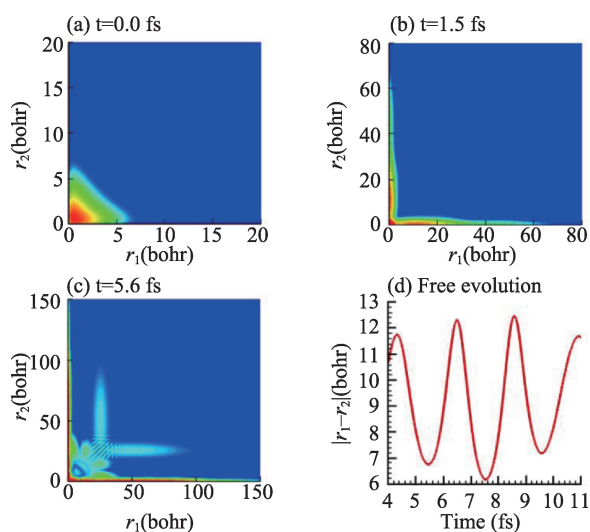 (a) t=0.0 fs
20
15
10
5
0
r₂(bohr)
0 5 10 15 20
r₁(bohr)
(b) t=1.5 fs
80
60
40
20
0
r₂(bohr)
0 20 40 60 80
r₁(bohr)
(c) t=5.6 fs
150
100
50
0
r₂(bohr)
0 50 100 150
r₁(bohr)
(d) Free evolution
13
12
11
10
9
8
7
6
|r₁−r₂|(bohr)
4 5 6 7 8 9 10 11
Time (fs)